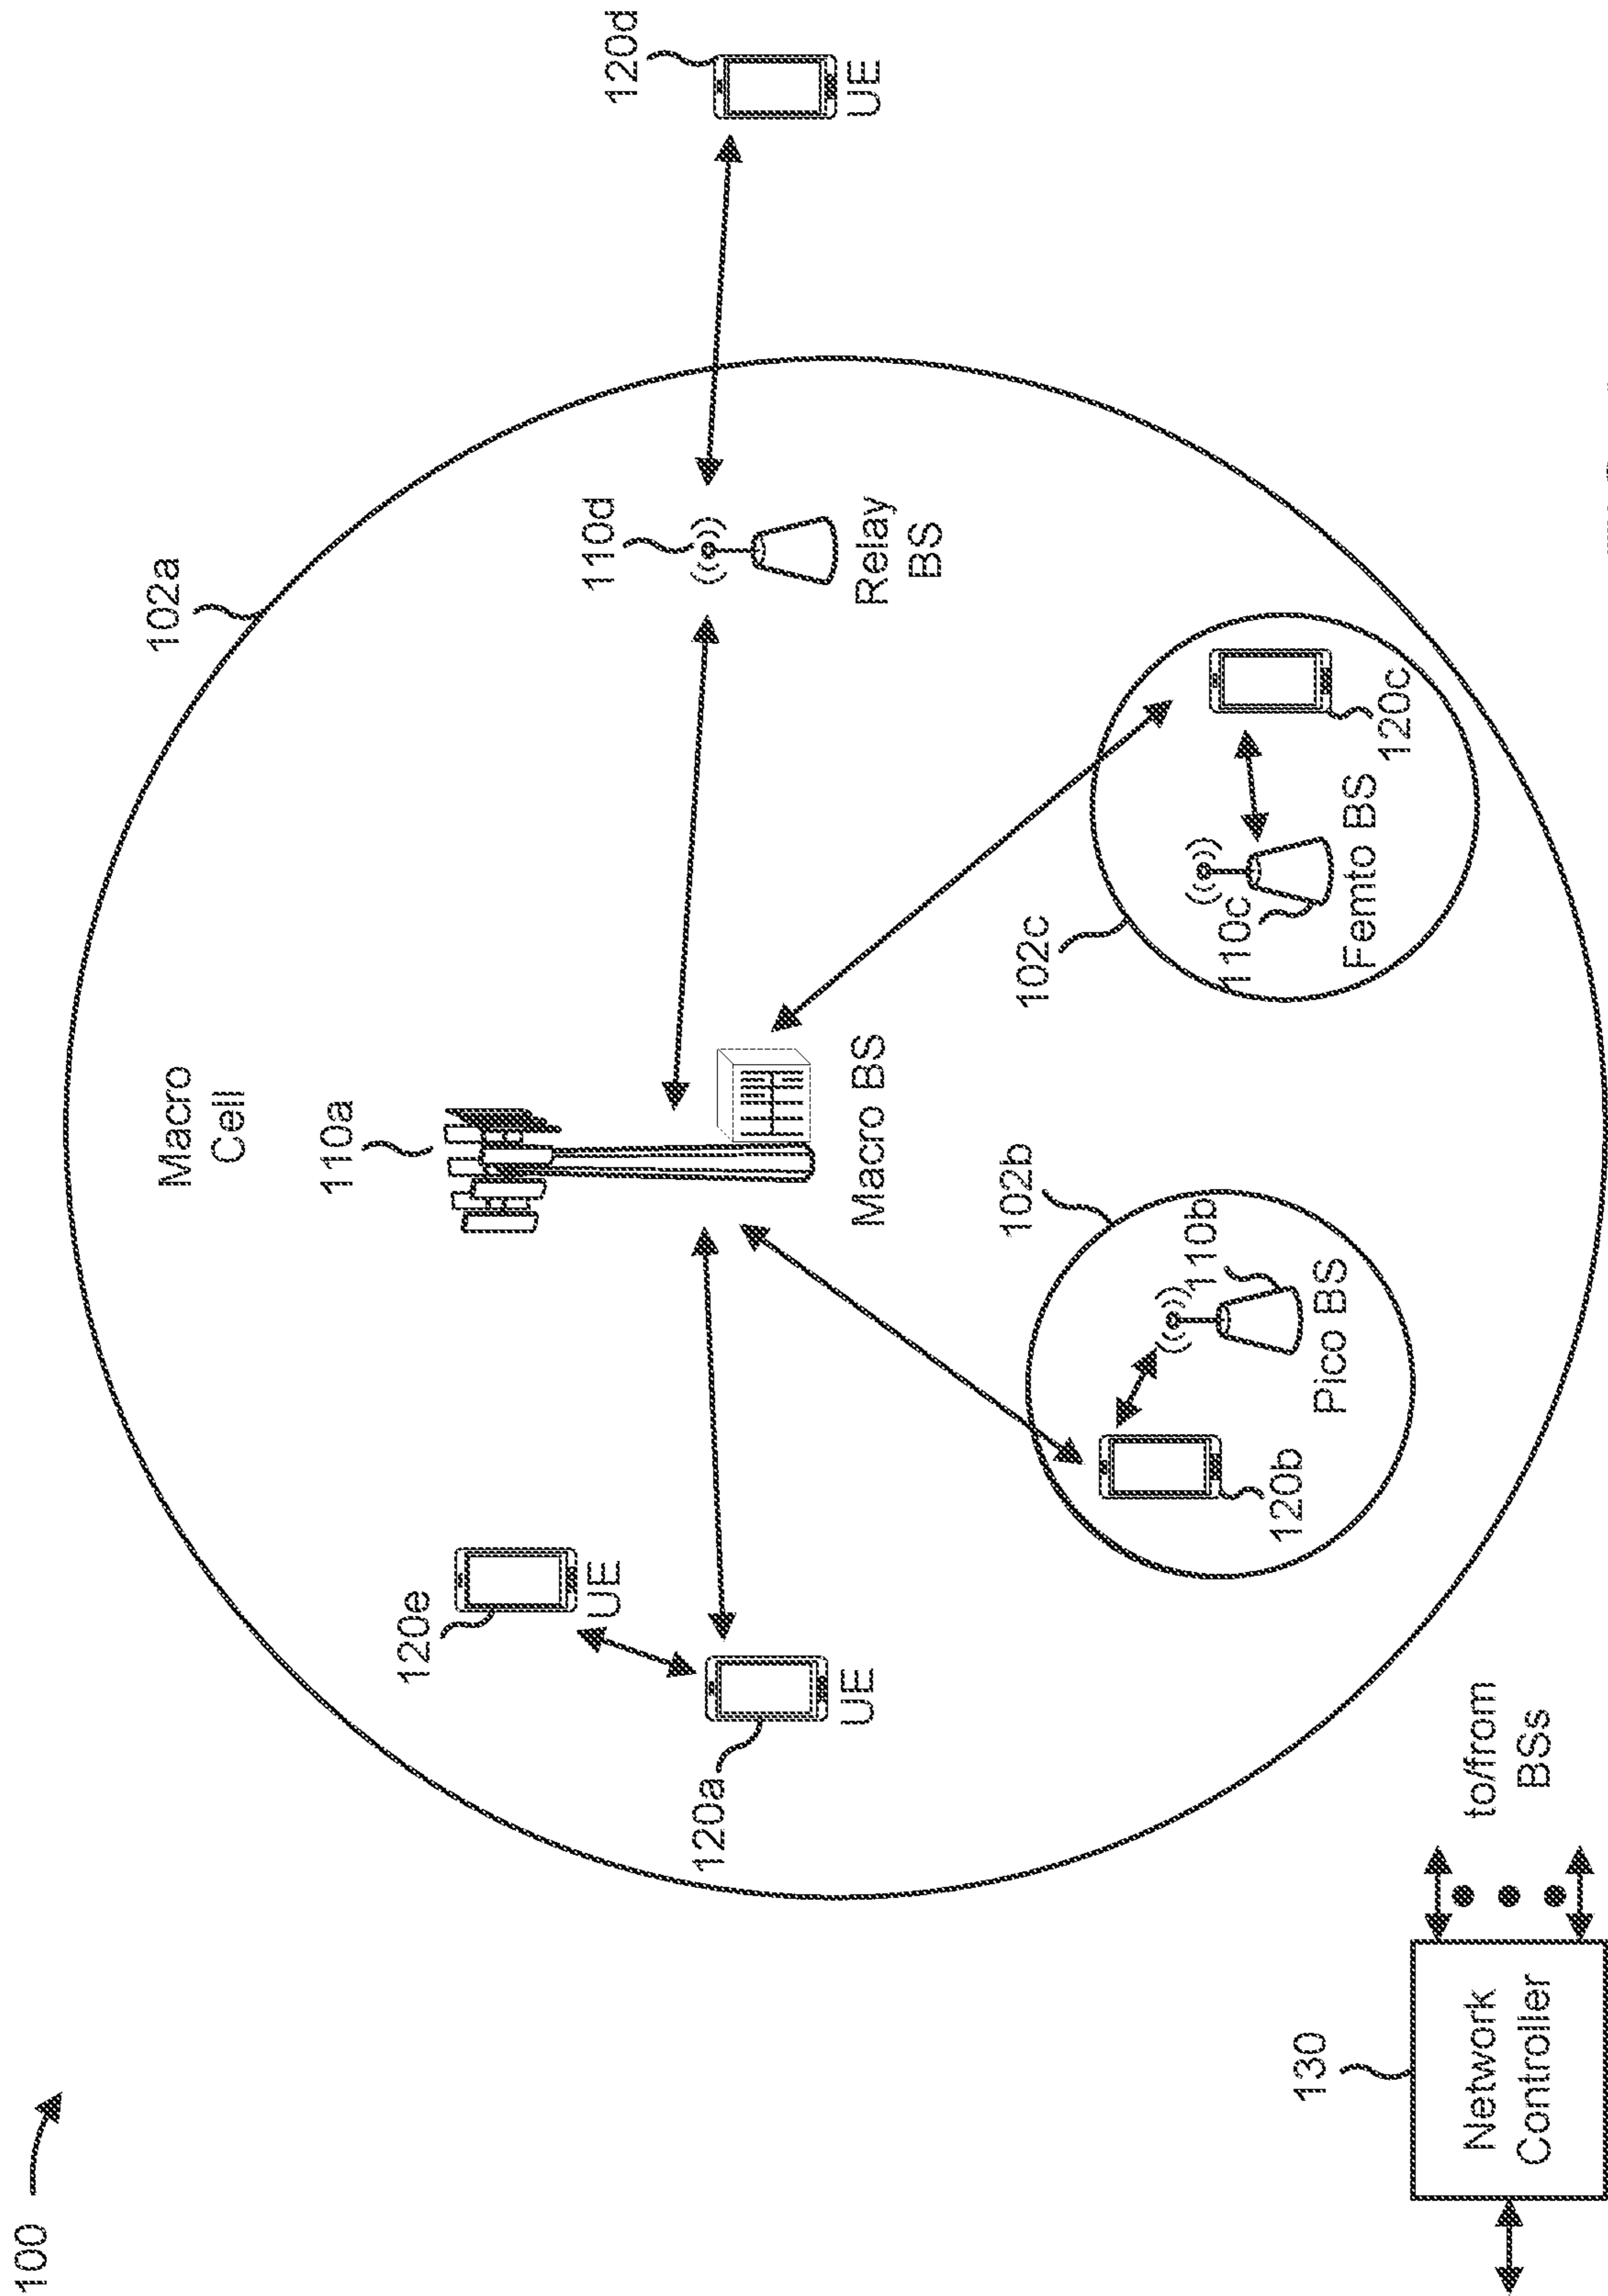 100
Macro
Cell
102a
110a
120e
UE
120a
UE
Macro BS
110d
Relay
BS
120d
UE
102b
110b
120b
Pico BS
102c
110c
120c
Femto BS
130
Network
Controller
to/from
BSs